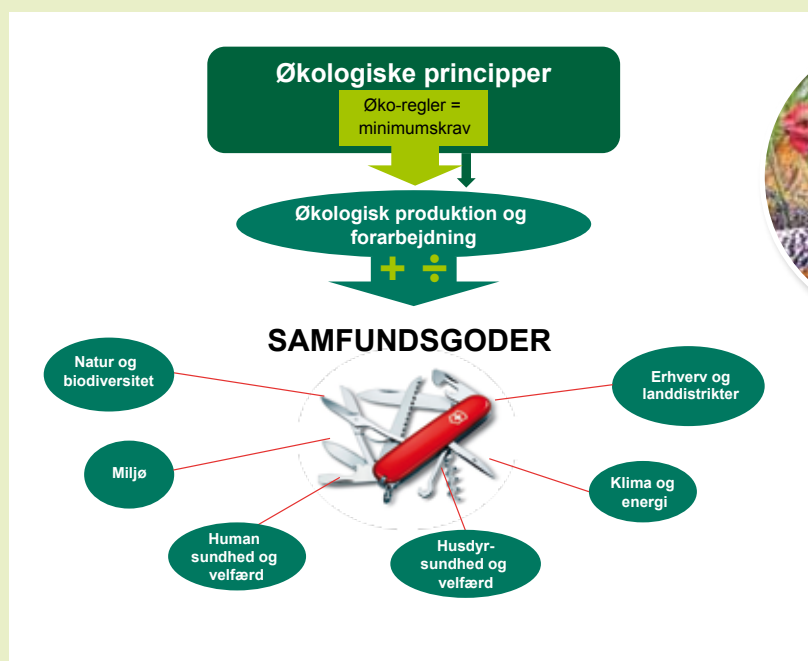 Økologiske principper
Øko-regler =
minimumskrav
Økologisk produktion og
forarbejdning
+ ÷
SAMFUNDSGODER
Natur og
biodiversitet
Erhverv og
landdistrikter
Miljø
Klima og
energi
Human
sundhed og
velfærd
Husdyr-
sundhed og
velfærd